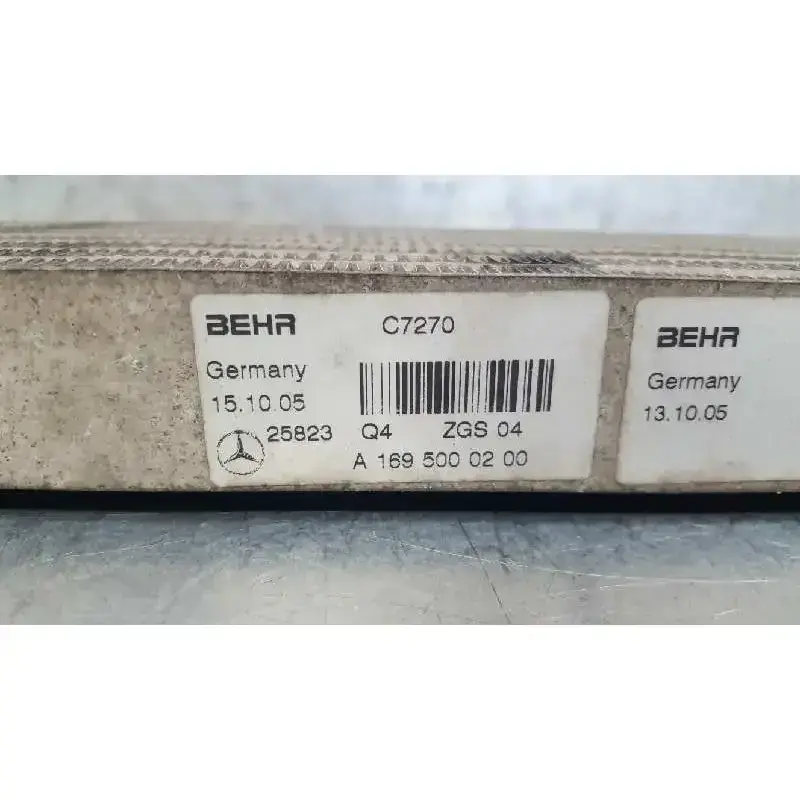 BEHR C7270
Germany
15.10.05
25823 Q4 ZGS 04
A 169 500 02 00
BEHR
Germany
13.10.05